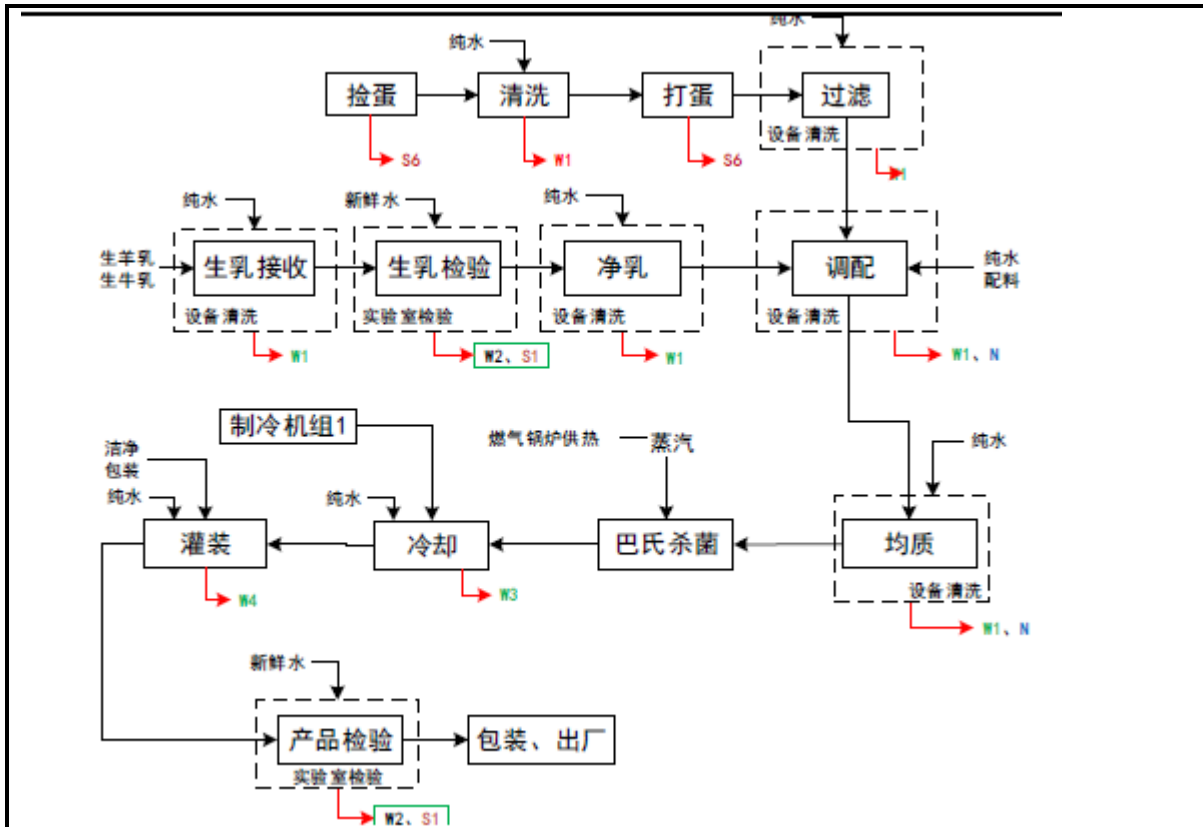 纯水
纯水
捡蛋
清洗
打蛋
过滤
设备清洗
S6
W1
S6
纯水
新鲜水
纯水
生羊乳
生牛乳
生乳接收
生乳检验
净乳
调配
纯水
配料
设备清洗
实验室检验
设备清洗
设备清洗
W1
W2、S1
W1
W1、N
制冷机组1
燃气锅炉供热
蒸汽
纯水
洁净
包装
纯水
纯水
灌装
冷却
巴氏杀菌
均质
设备清洗
W4
W3
W1、N
新鲜水
产品检验
包装、出厂
实验室检验
W2、S1